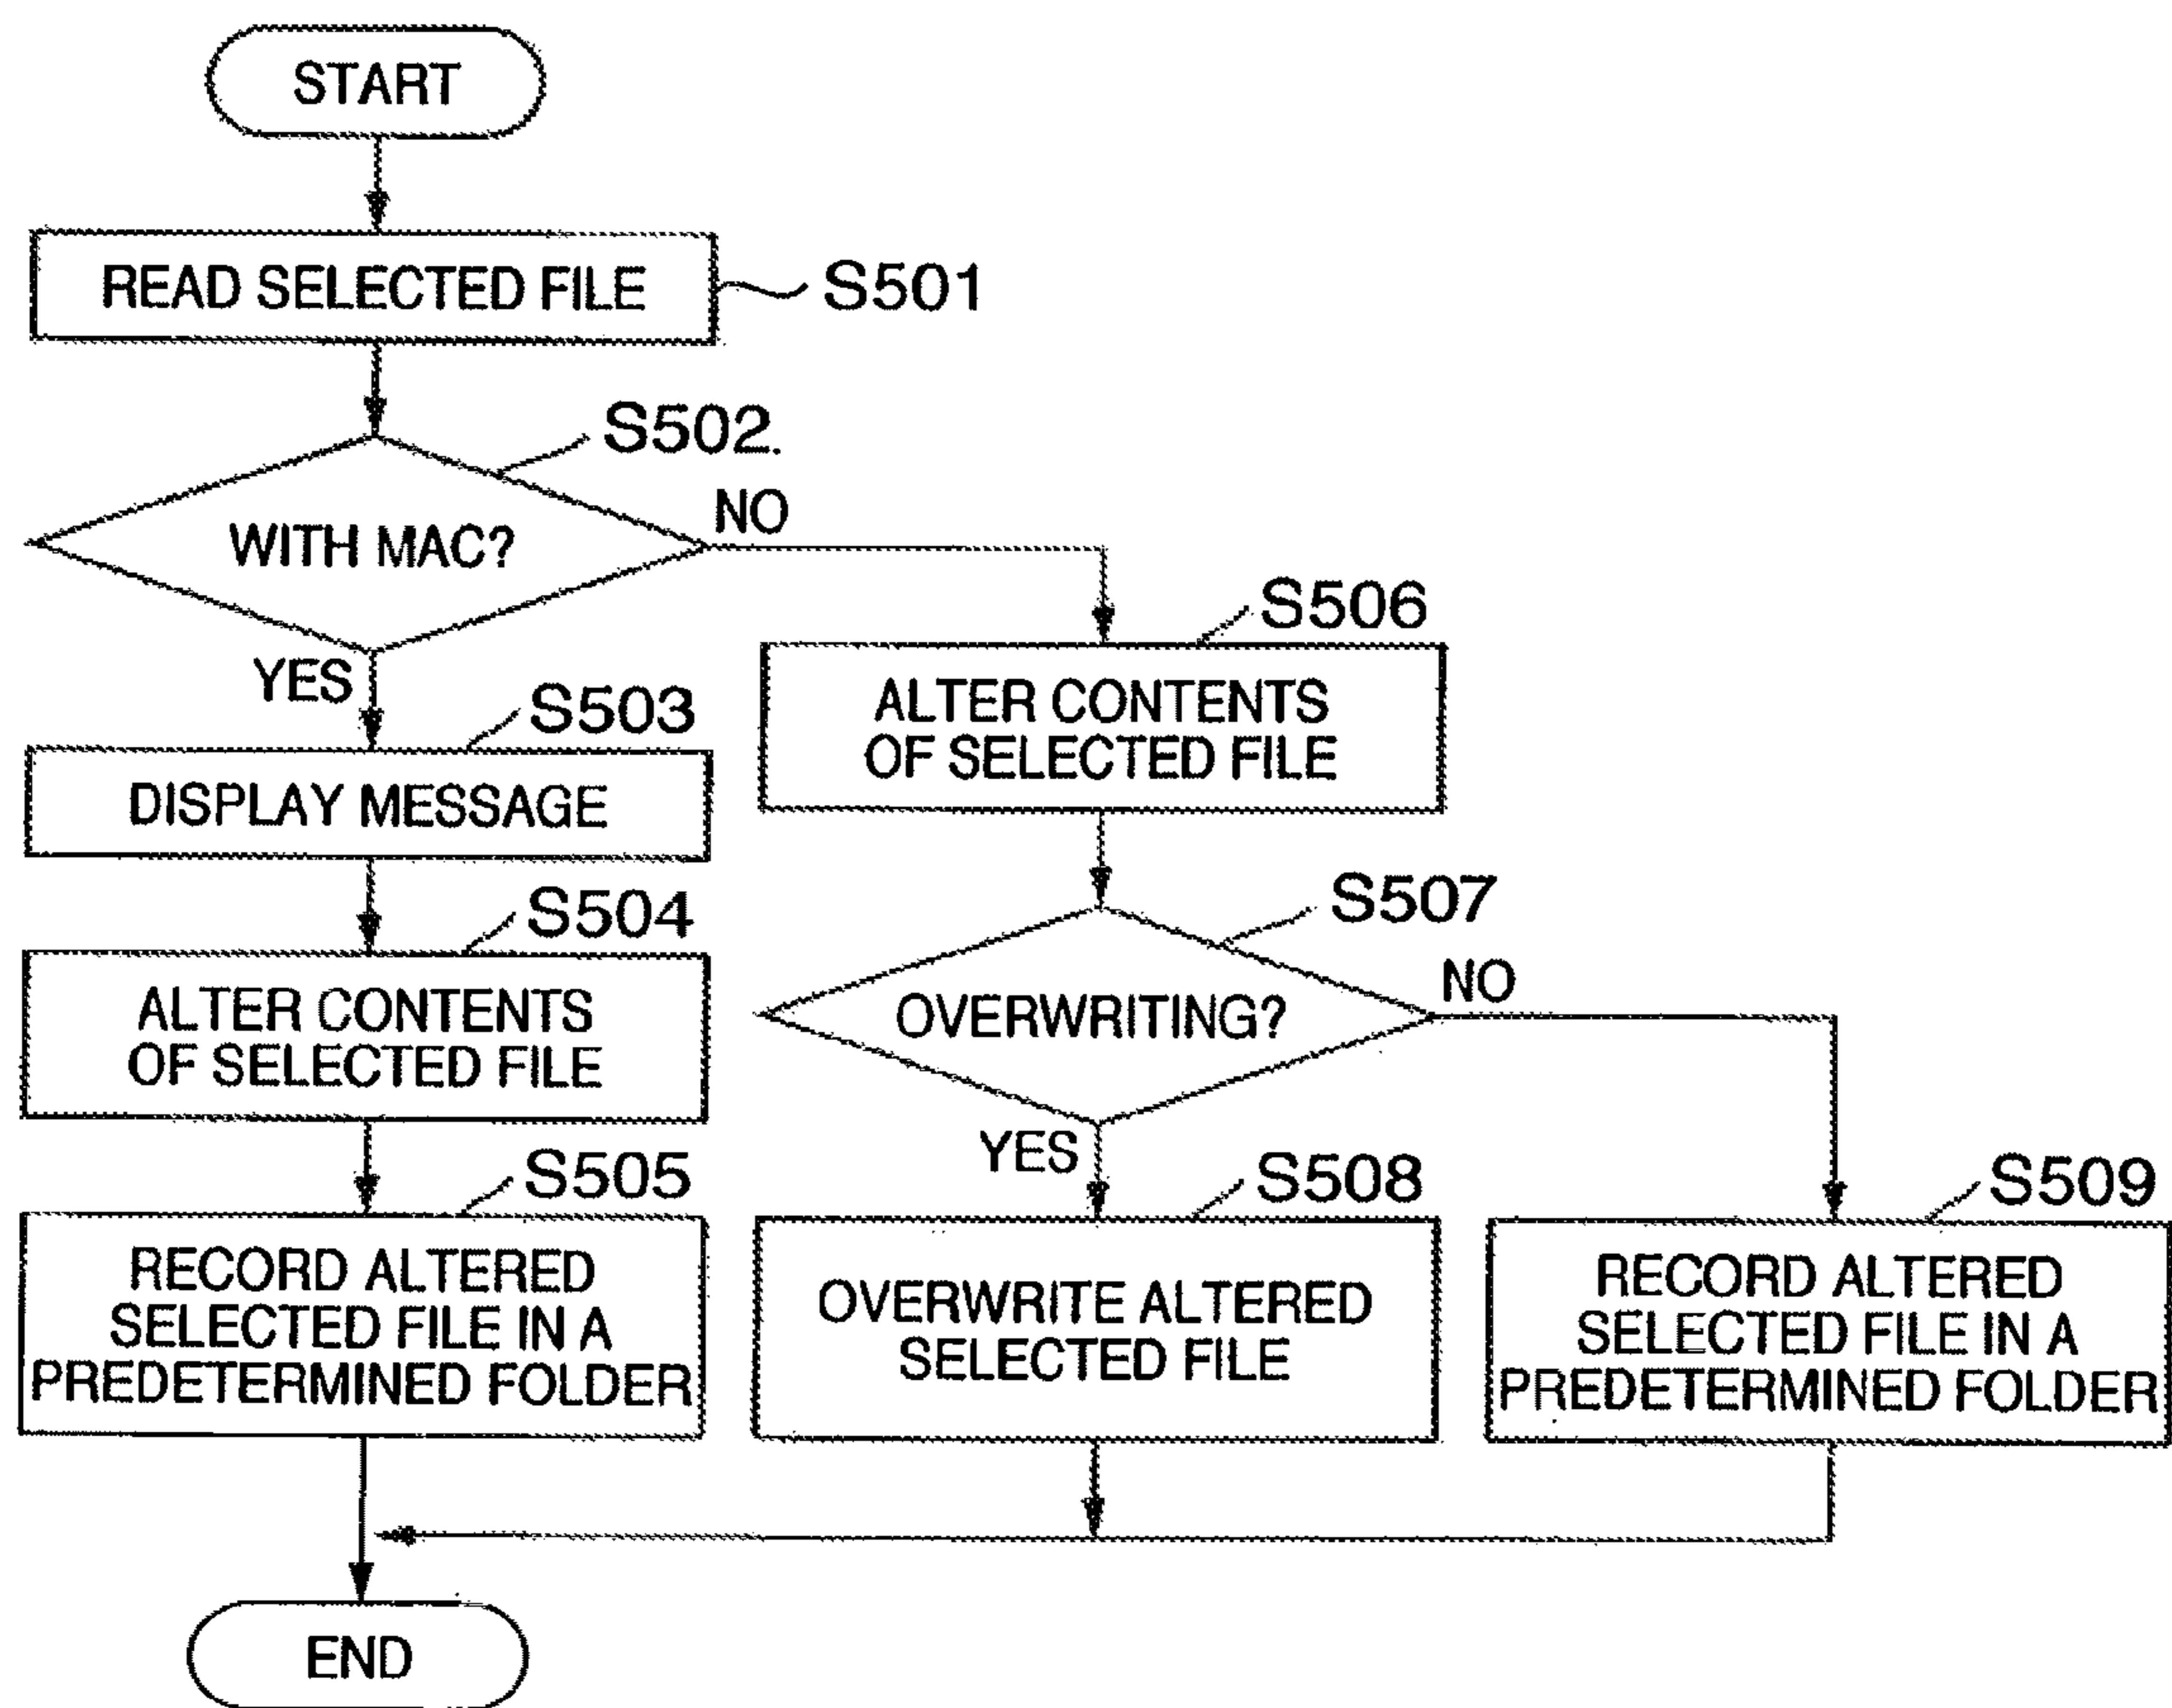 START
READ SELECTED FILE
S501
S502.
WITH MAC?
NO
YES
S503
DISPLAY MESSAGE
S504
ALTER CONTENTS
OF SELECTED FILE
S505
RECORD ALTERED
SELECTED FILE IN A
PREDETERMINED FOLDER
S506
ALTER CONTENTS
OF SELECTED FILE
S507
OVERWRITING?
NO
YES
S508
OVERWRITE ALTERED
SELECTED FILE
S509
RECORD ALTERED
SELECTED FILE IN A
PREDETERMINED FOLDER
END